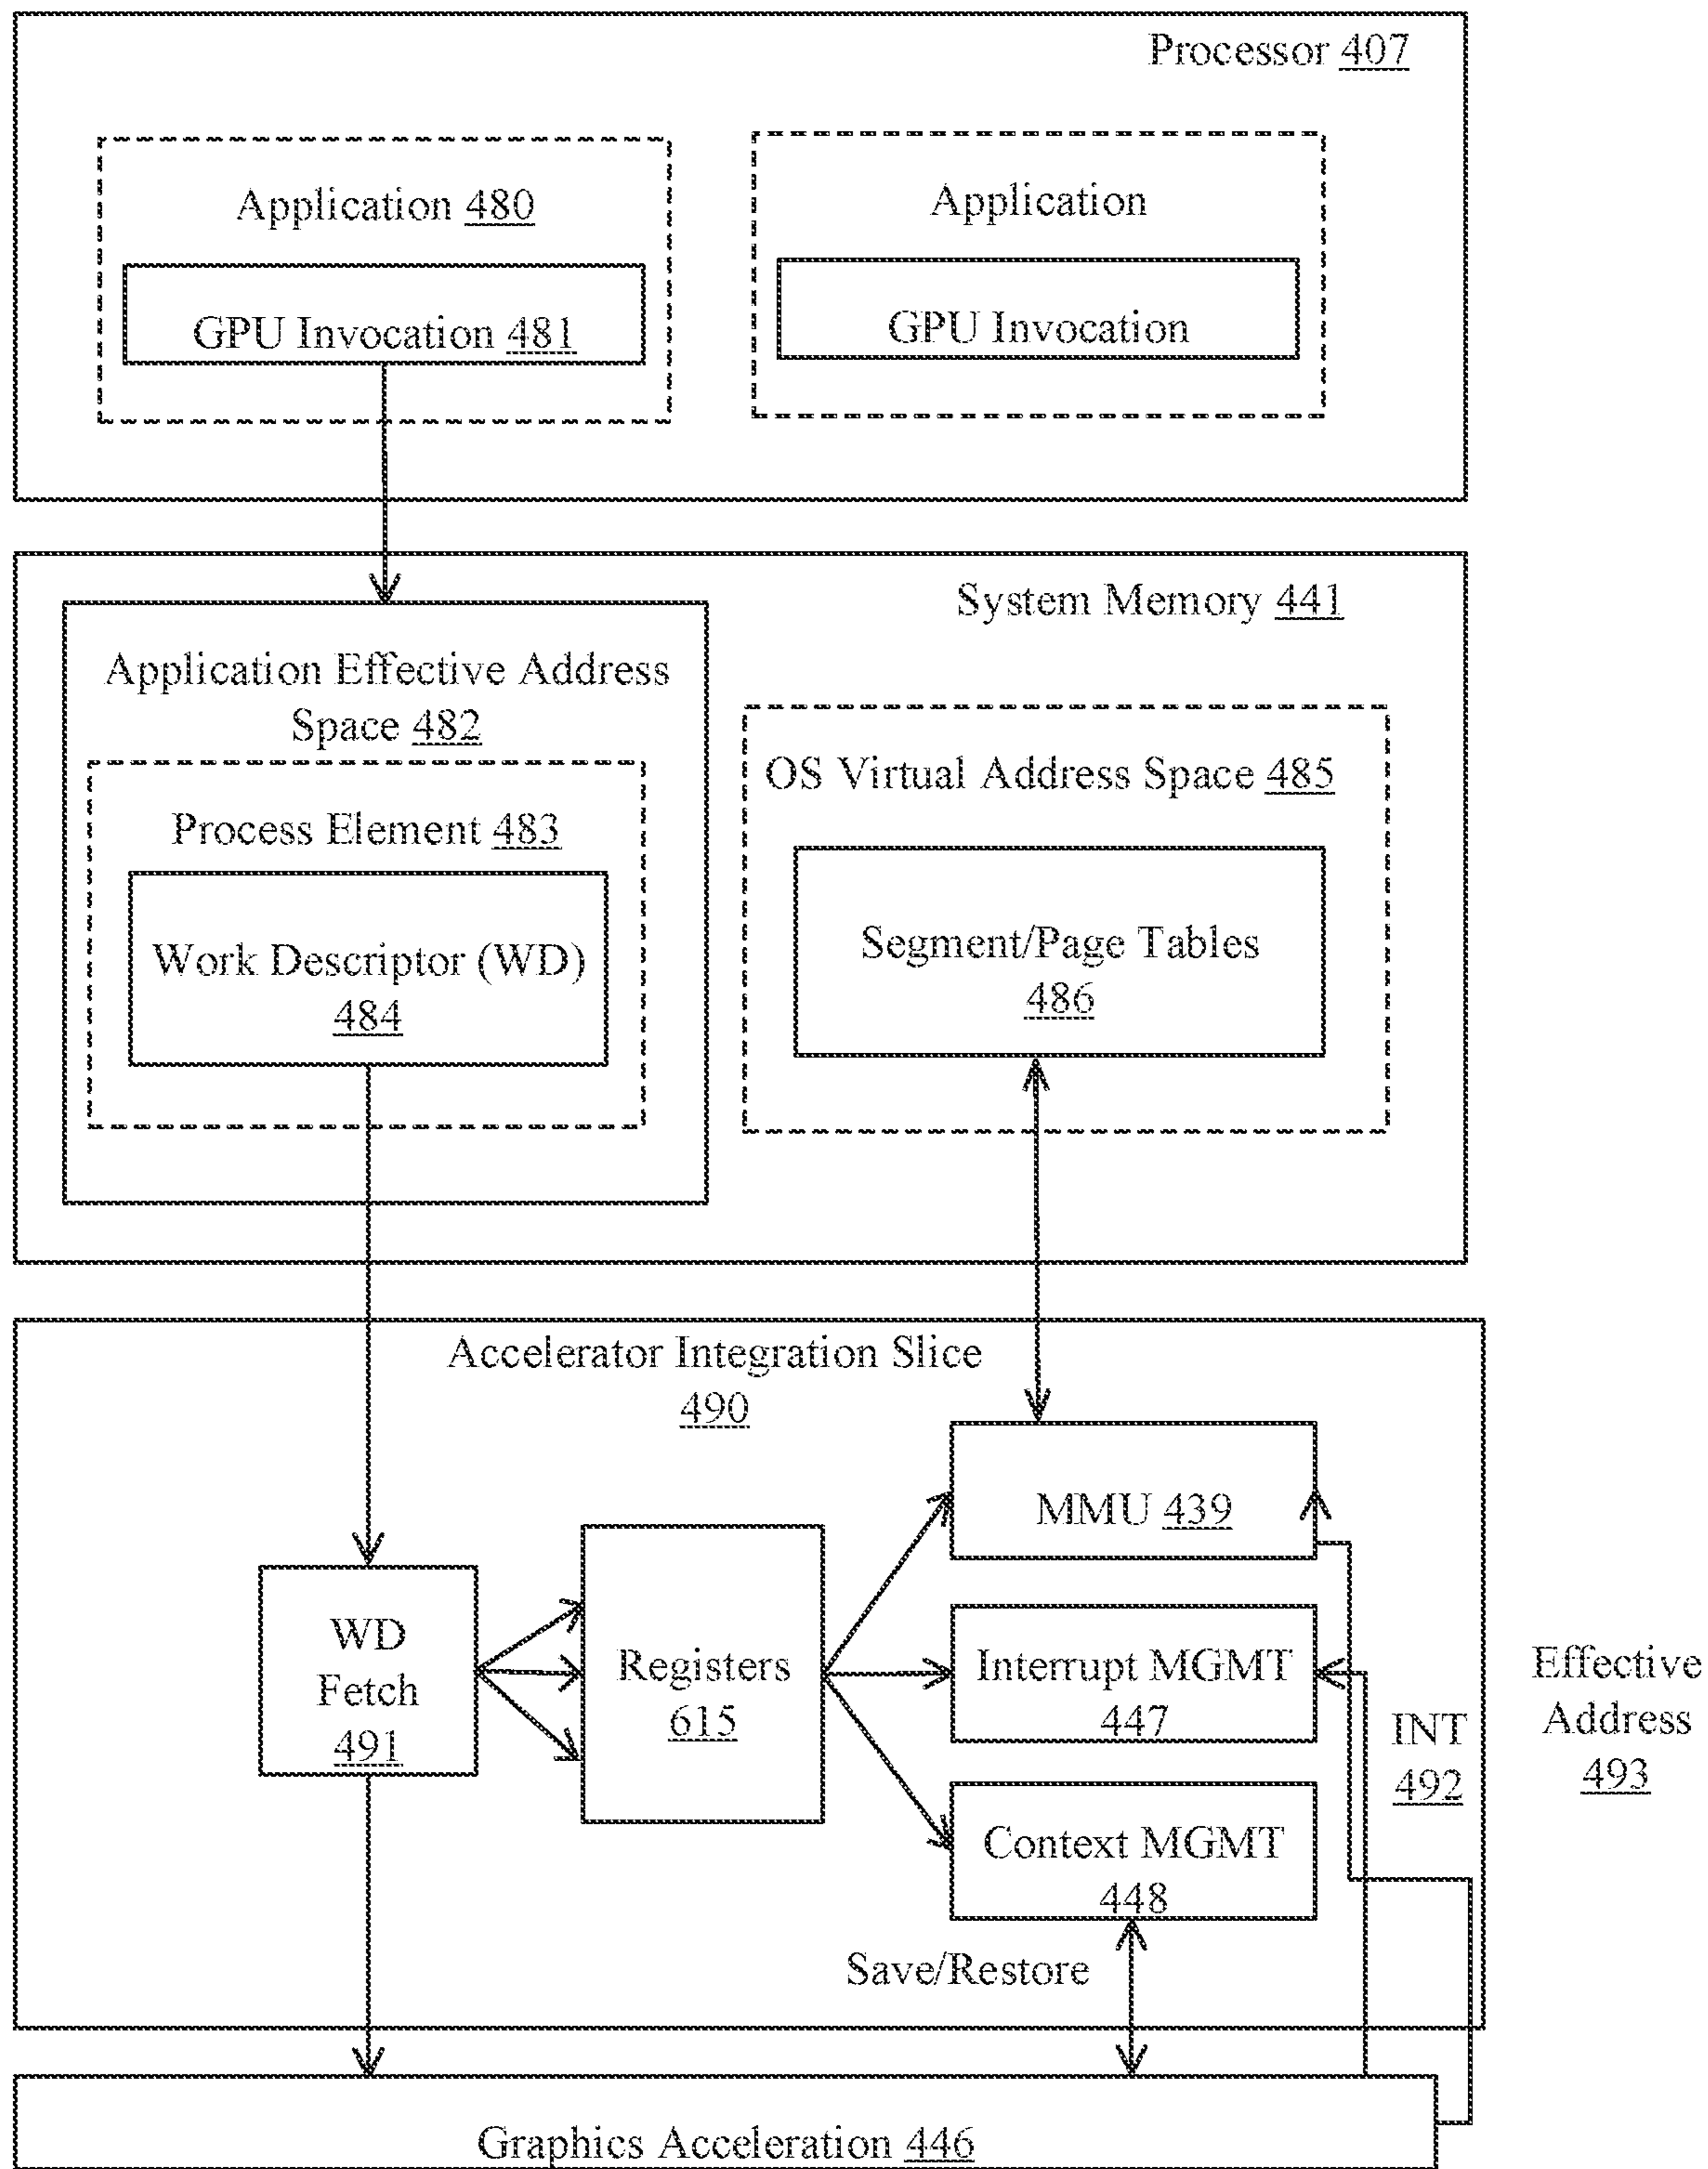 Processor 407
Application 480
Application
GPU Invocation 481
GPU Invocation
System Memory 441
Application Effective Address
Space 482
OS Virtual Address Space 485
Process Element 483
Segment/Page Tables
486
Work Descriptor (WD)
484
Accelerator Integration Slice
490
MMU 439
WD
Fetch
491
Registers
615
Interrupt MGMT
447
INT
492
Effective
Address
493
Context MGMT
448
Save/Restore
Graphics Acceleration 446